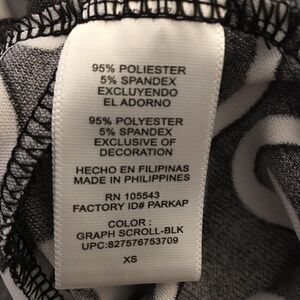 95% POLIESTER
5% SPANDEX
EXCLUYENDO
EL ADORNO
95% POLYESTER
5% SPANDEX
EXCLUSIVE OF
DECORATION
HECHO EN FILIPINAS
MADE IN PHILIPPINES
RN 105543
FACTORY ID# PARKAP
COLOR :
GRAPH SCROLL-BLK
UPC:827576753709
XS